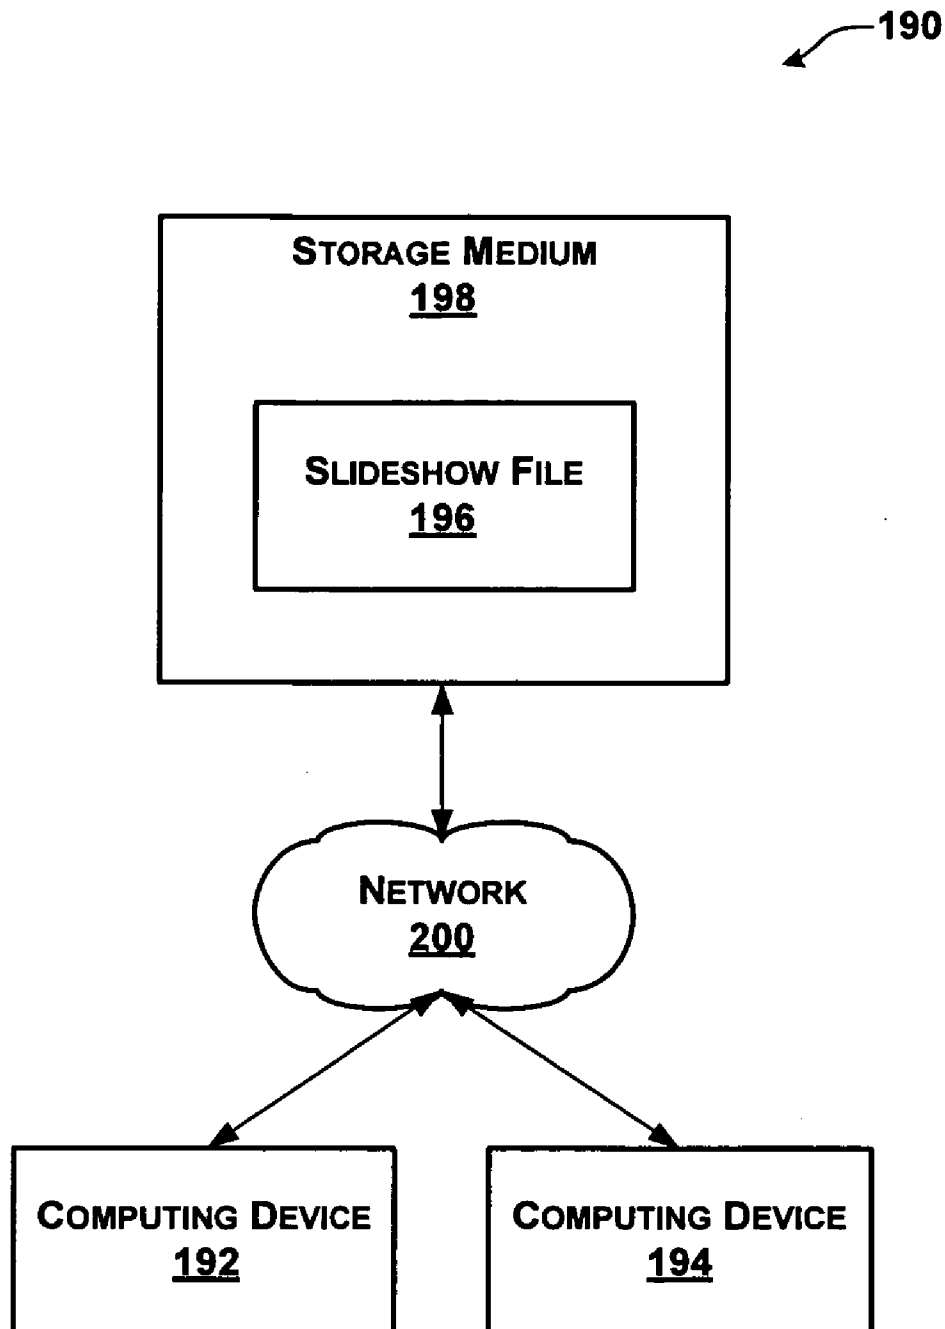 190
STORAGE MEDIUM
198
SLIDESHOW FILE
196
NETWORK
200
COMPUTING DEVICE
192
COMPUTING DEVICE
194